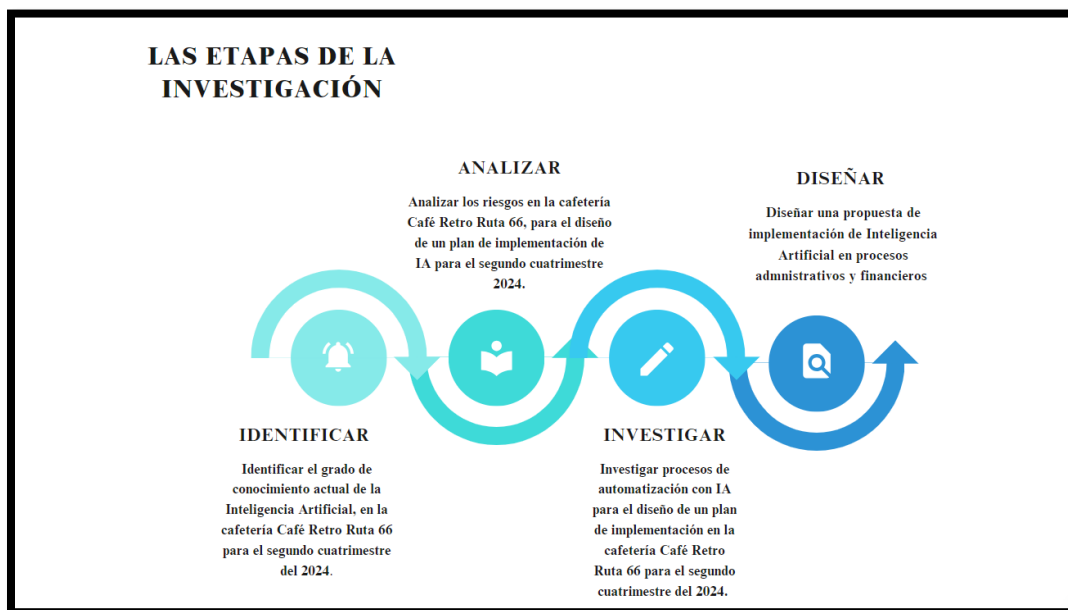 LAS ETAPAS DE LA
INVESTIGACIÓN
IDENTIFICAR
Identificar el grado de
conocimiento actual de la
Inteligencia Artificial, en la
cafetería Café Retro Ruta 66
para el segundo cuatrimestre
del 2024.
ANALIZAR
Analizar los riesgos en la cafetería
Café Retro Ruta 66, para el diseño
de un plan de implementación de
IA para el segundo cuatrimestre
2024.
INVESTIGAR
Investigar procesos de
automatización con IA
para el diseño de un plan
de implementación en la
cafetería Café Retro
Ruta 66 para el segundo
cuatrimestre del 2024.
DISEÑAR
Diseñar una propuesta de
implementación de Inteligencia
Artificial en procesos
admnistrativos y financieros